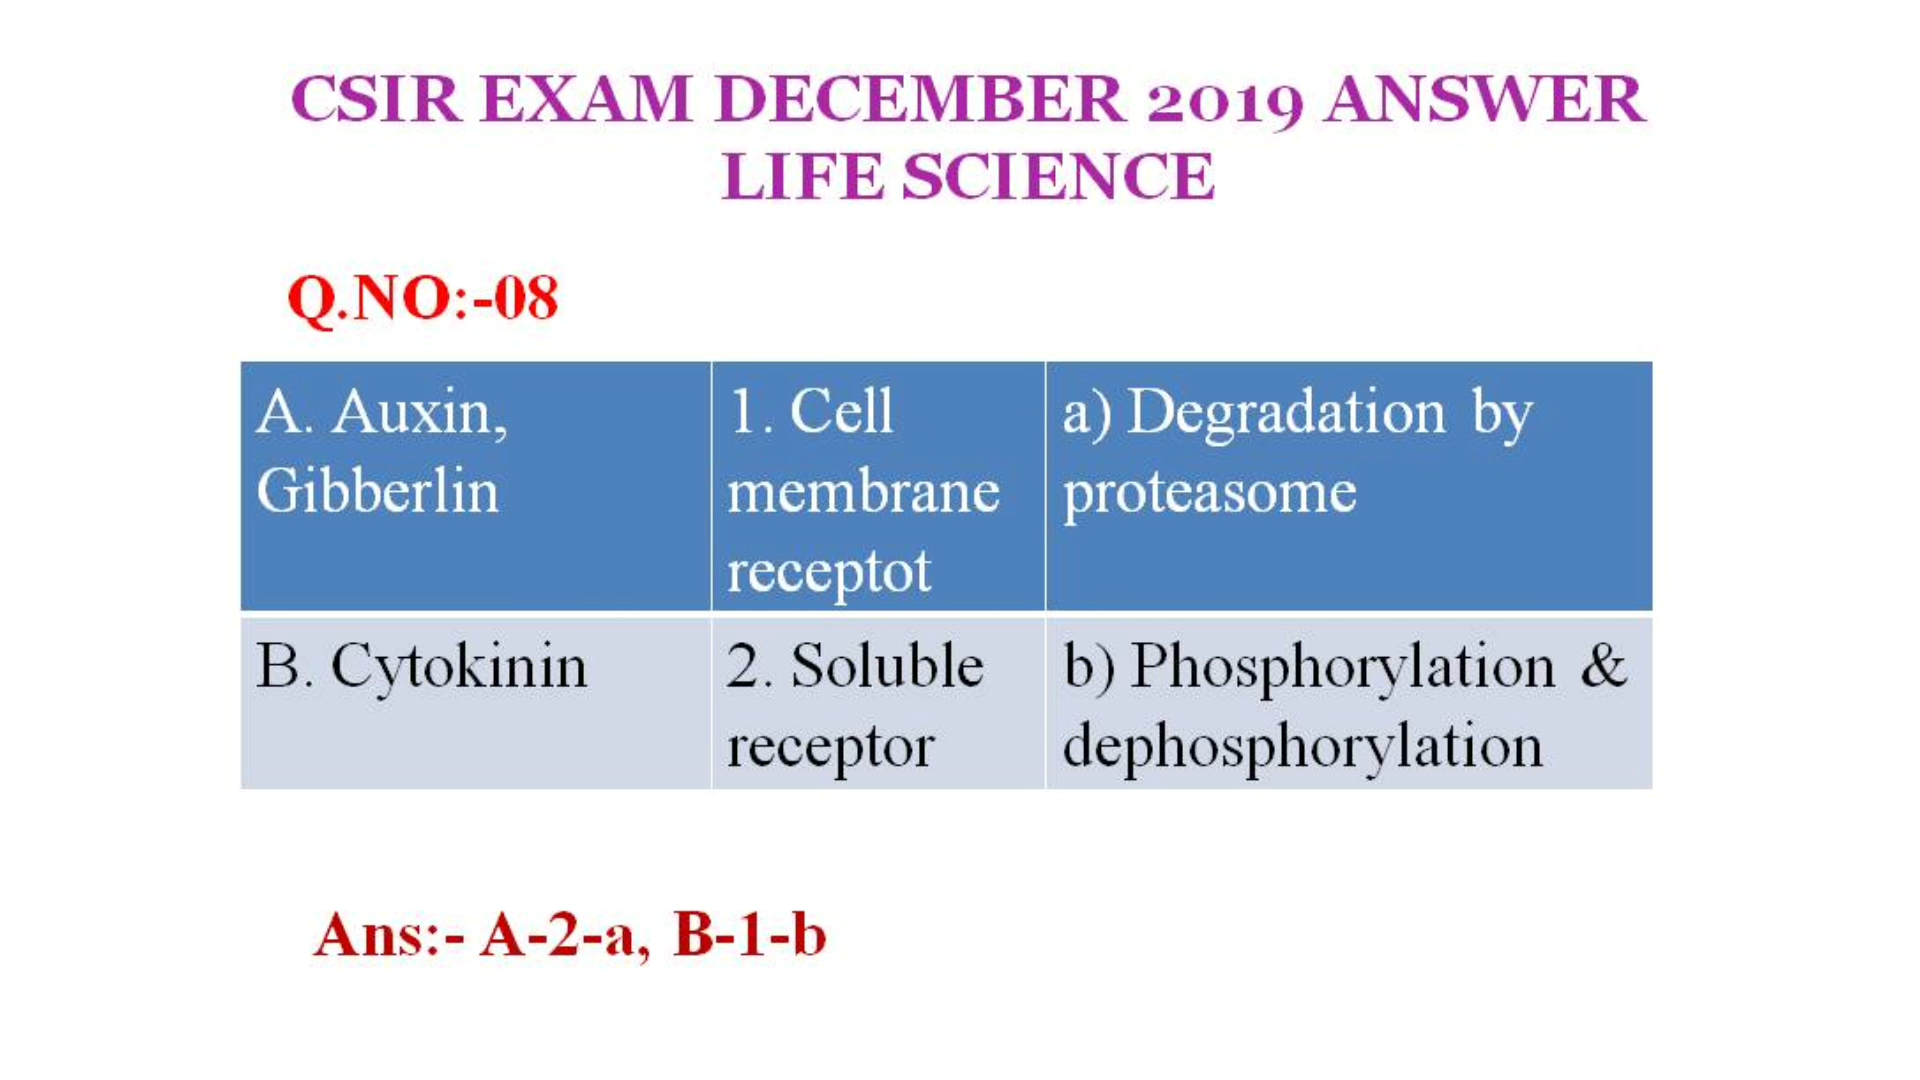 CSIR EXAM DECEMBER 2019 ANSWER
LIFE SCIENCE
Q.NO:-08
A. Auxin,
Gibberlin
1. Cell
membrane
receptot
a) Degradation by
proteasome
B. Cytokinin
2. Soluble
receptor
b) Phosphorylation &
dephosphorylation
Ans:- A-2-a, B-1-b